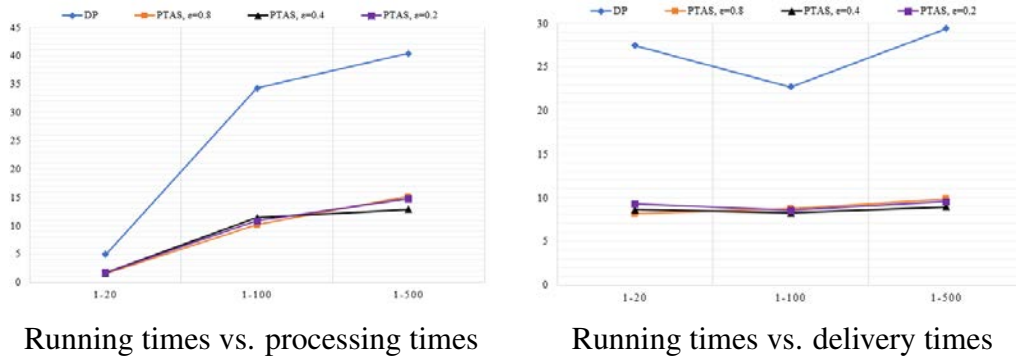 DP PTAS, e=0.8 PTAS, e=0.4 PTAS, e=0.2
45
40
35
30
25
20
15
10
5
0
1-20 1-100 1-500
Running times vs. processing times
DP PTAS, e=0.8 PTAS, e=0.4 PTAS, e=0.2
30
25
20
15
10
5
0
1-20 1-100 1-500
Running times vs. delivery times